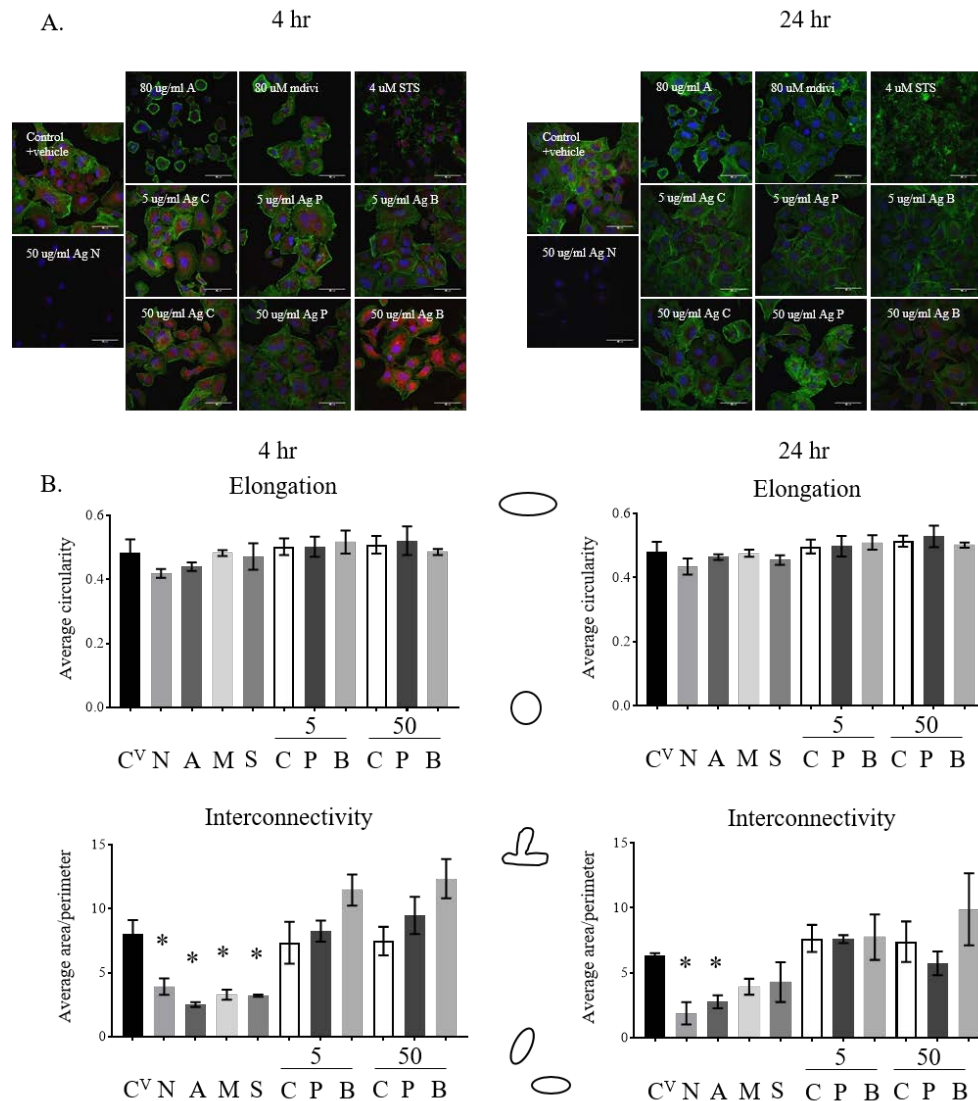 A.
4 hr
24 hr
80 ug/ml A
80 uM mdivi
4 uM STS
Control
+vehicle
5 ug/ml Ag C
5 ug/ml Ag P
5 ug/ml Ag B
50 ug/ml Ag N
50 ug/ml Ag C
50 ug/ml Ag P
50 ug/ml Ag B
80 ug/ml A
80 uM mdivi
4 uM STS
Control
+vehicle
5 ug/ml Ag C
5 ug/ml Ag P
5 ug/ml Ag B
50 ug/ml Ag N
50 ug/ml Ag C
50 ug/ml Ag P
50 ug/ml Ag B
4 hr
24 hr
B.
Elongation
Average circularity
0.6
0.4
0.2
0.0
5
50
Cⱽ N A M S C P B C P B
Elongation
Average circularity
0.6
0.4
0.2
0.0
5
50
Cⱽ N A M S C P B C P B
Interconnectivity
Average area/perimeter
15
10
5
0
* * * *
5
50
Cⱽ N A M S C P B C P B
Interconnectivity
Average area/perimeter
15
10
5
0
* *
5
50
Cⱽ N A M S C P B C P B